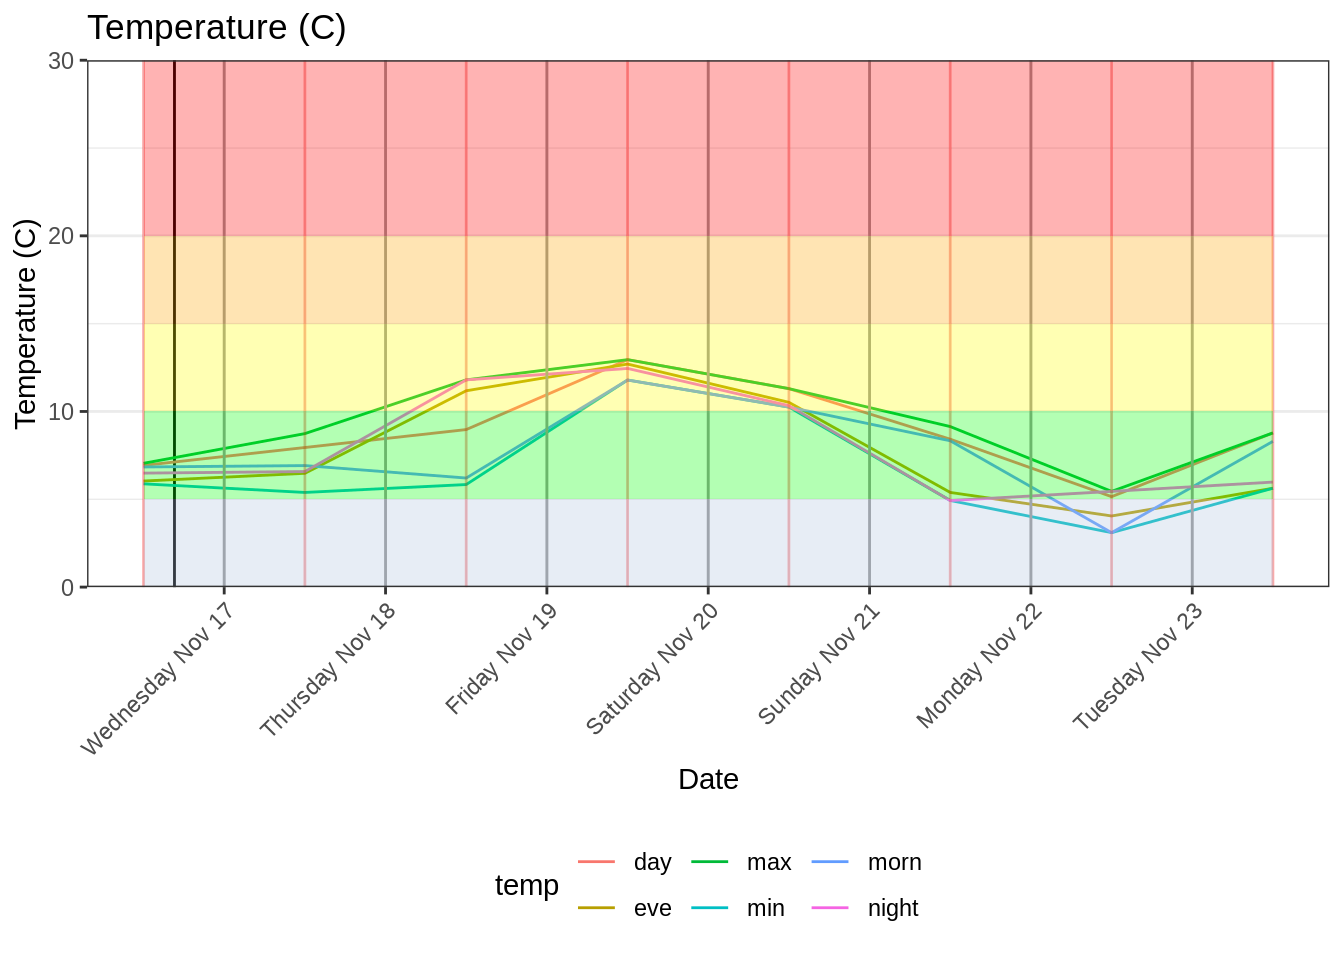 Temperature (C)
Temperature (C)
30
20
10
0
Wednesday Nov 17
Thursday Nov 18
Friday Nov 19
Saturday Nov 20
Sunday Nov 21
Monday Nov 22
Tuesday Nov 23
Date
temp
day
max
morn
eve
min
night